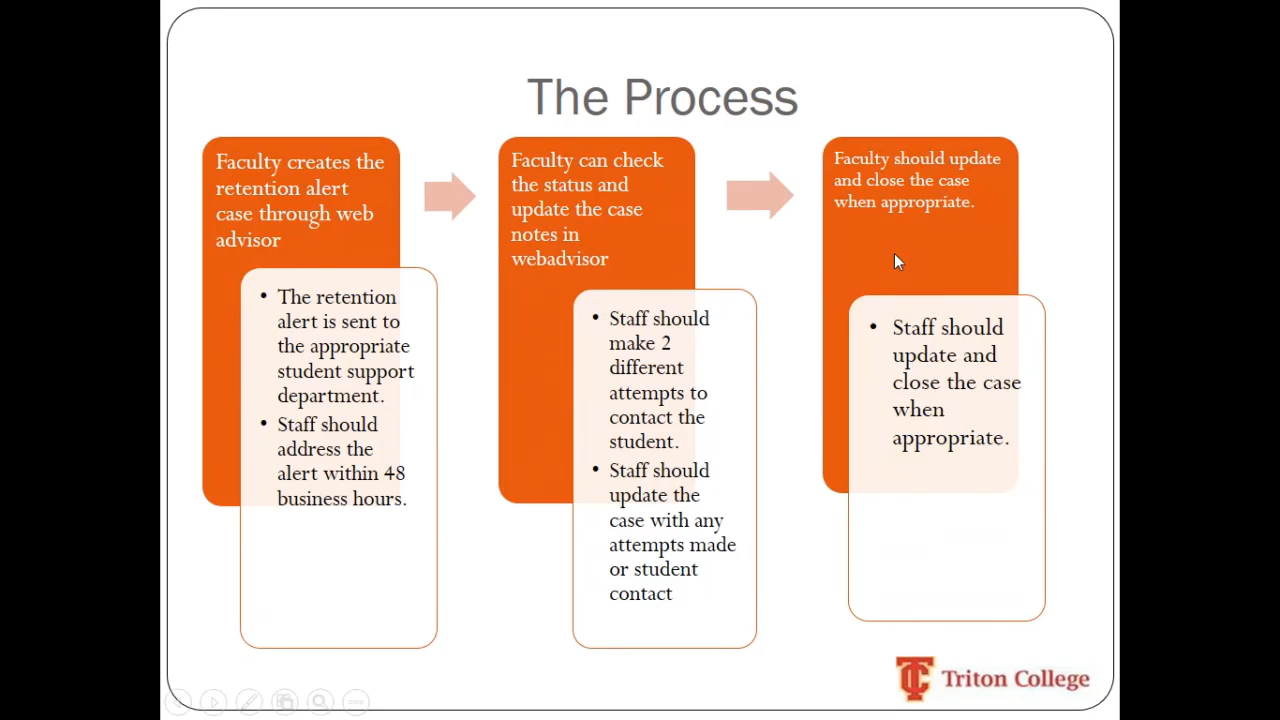 The Process
Faculty creates the
retention alert
case through web
advisor
• The retention
alert is sent to
the appropriate
student support
department.
• Staff should
address the
alert within 48
business hours.
Faculty can check
the status and
update the case
notes in
webadvisor
• Staff should
make 2
different
attempts to
contact the
student.
• Staff should
update the
case with any
attempts made
or student
contact
Faculty should update
and close the case
when appropriate.
• Staff should
update and
close the case
when
appropriate.
TC Triton College